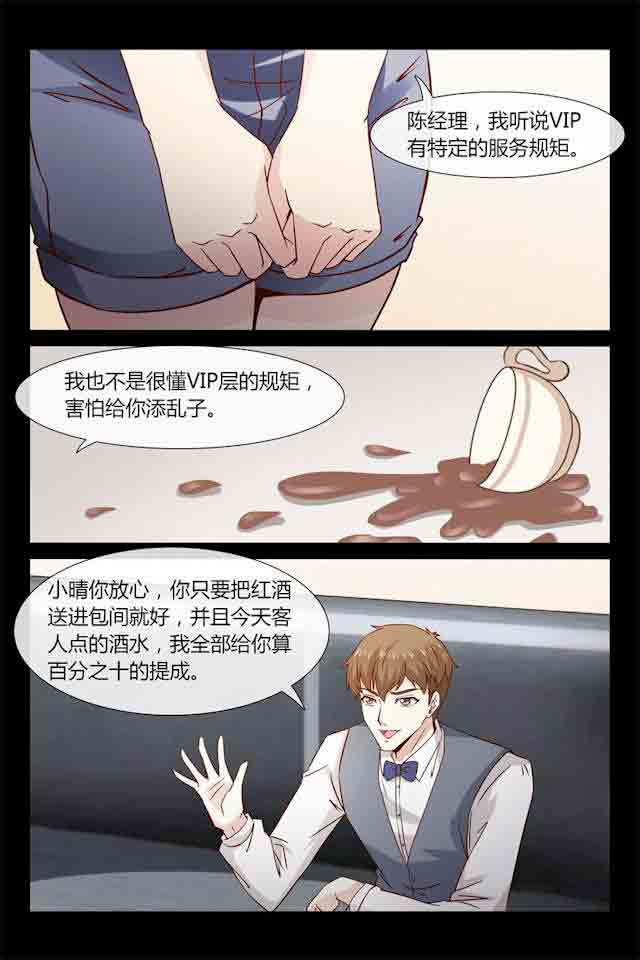 陈经理，我听说VIP
有特定的服务规矩。
我也不是很懂VIP层的规矩，
害怕给你添乱子。
小晴你放心，你只要把红酒
送进包间就好，并且今天客
人点的酒水，我全部给你算
百分之十的提成。